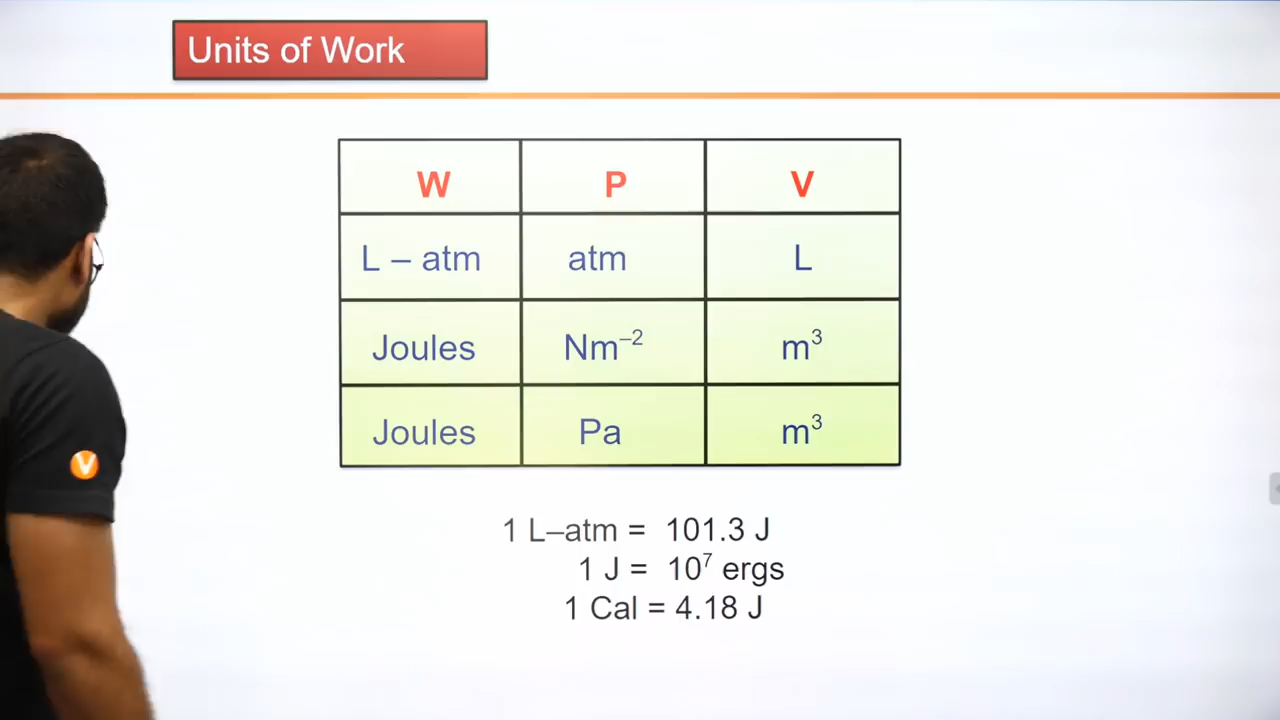 Units of Work
W P V
L – atm atm L
Joules Nm⁻² m³
Joules Pa m³
1 L–atm = 101.3 J
1 J = 10⁷ ergs
1 Cal = 4.18 J
V